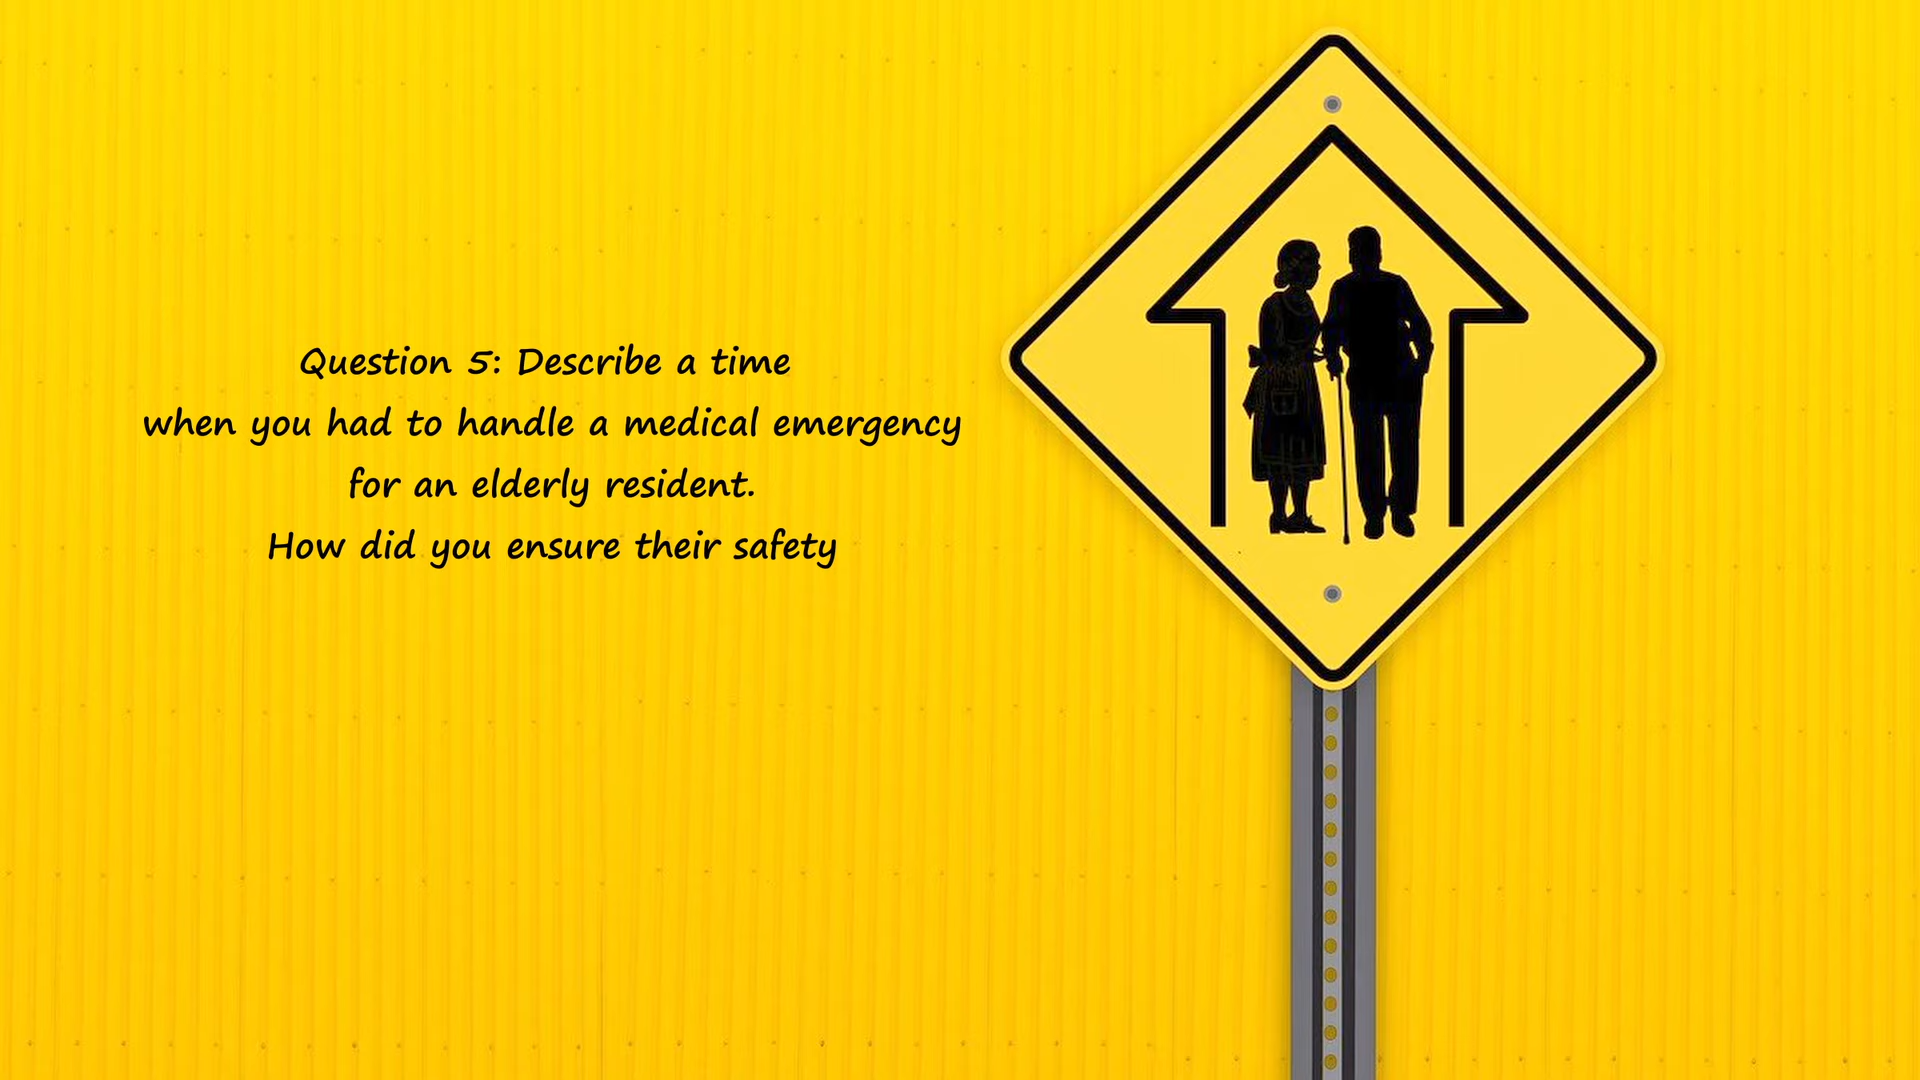 Question 5: Describe a time
when you had to handle a medical emergency
for an elderly resident.
How did you ensure their safety